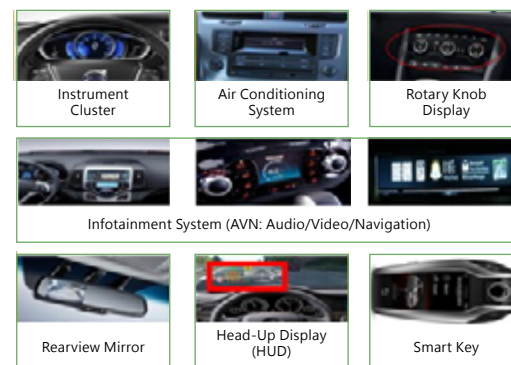 Instrument
Cluster
Air Conditioning
System
Rotary Knob
Display
Infotainment System (AVN: Audio/Video/Navigation)
Rearview Mirror
Head-Up Display
(HUD)
Smart Key